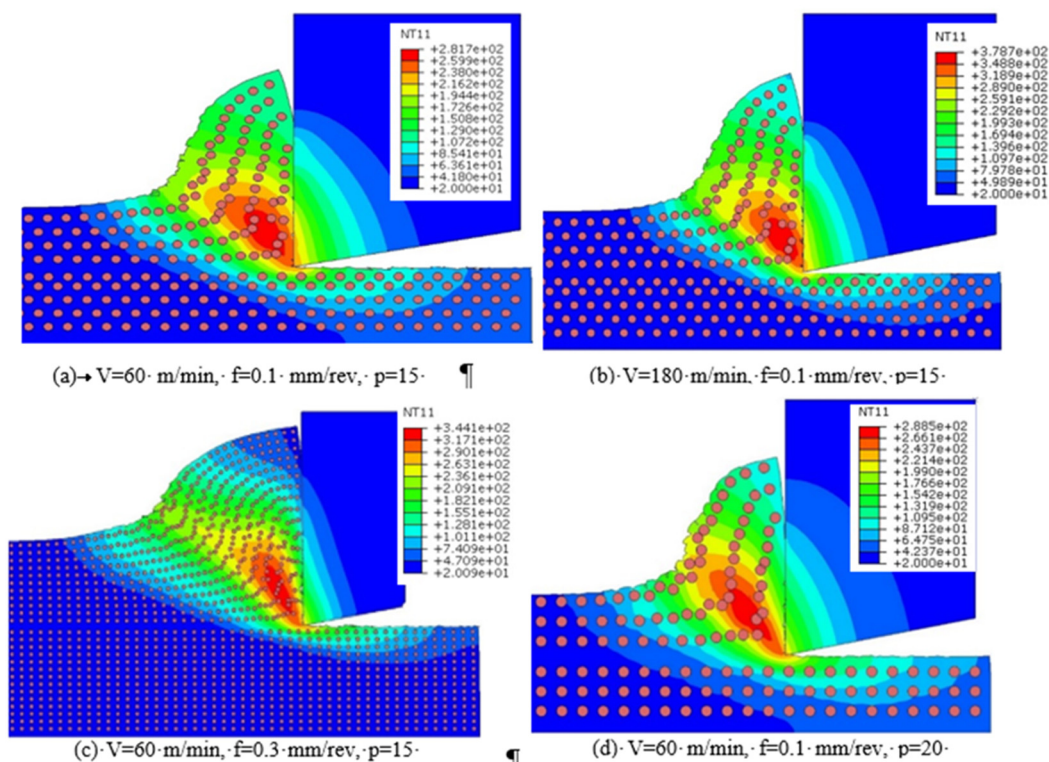 NT11
+2.817e+02
+2.599e+02
+2.380e+02
+2.162e+02
+1.944e+02
+1.726e+02
+1.508e+02
+1.290e+02
+1.072e+02
+8.541e+01
+6.361e+01
+4.180e+01
+2.000e+01
(a)→ V=60· m/min,· f=0.1· mm/rev,· p=15· ¶
NT11
+3.787e+02
+3.488e+02
+3.189e+02
+2.890e+02
+2.591e+02
+2.292e+02
+1.993e+02
+1.694e+02
+1.396e+02
+1.097e+02
+7.978e+01
+4.989e+01
+2.000e+01
(b)·V=180·m/min,·f=0.1·mm/rev,·p=15·
NT11
+3.441e+02
+3.171e+02
+2.901e+02
+2.631e+02
+2.361e+02
+2.091e+02
+1.821e+02
+1.551e+02
+1.281e+02
+1.011e+02
+7.409e+01
+4.709e+01
+2.009e+01
(c)·V=60·m/min,·f=0.3·mm/rev,·p=15· ¶
NT11
+2.885e+02
+2.661e+02
+2.437e+02
+2.214e+02
+1.990e+02
+1.766e+02
+1.542e+02
+1.319e+02
+1.095e+02
+8.712e+01
+6.475e+01
+4.237e+01
+2.000e+01
(d)·V=60·m/min,·f=0.1·mm/rev,·p=20·